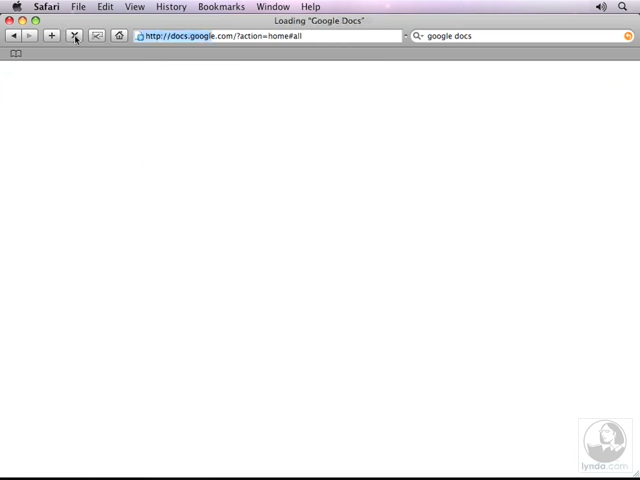 Safari File Edit View History Bookmarks Window Help
Loading "Google Docs"
http://docs.google.com/?action=home#all
google docs
lynda.com